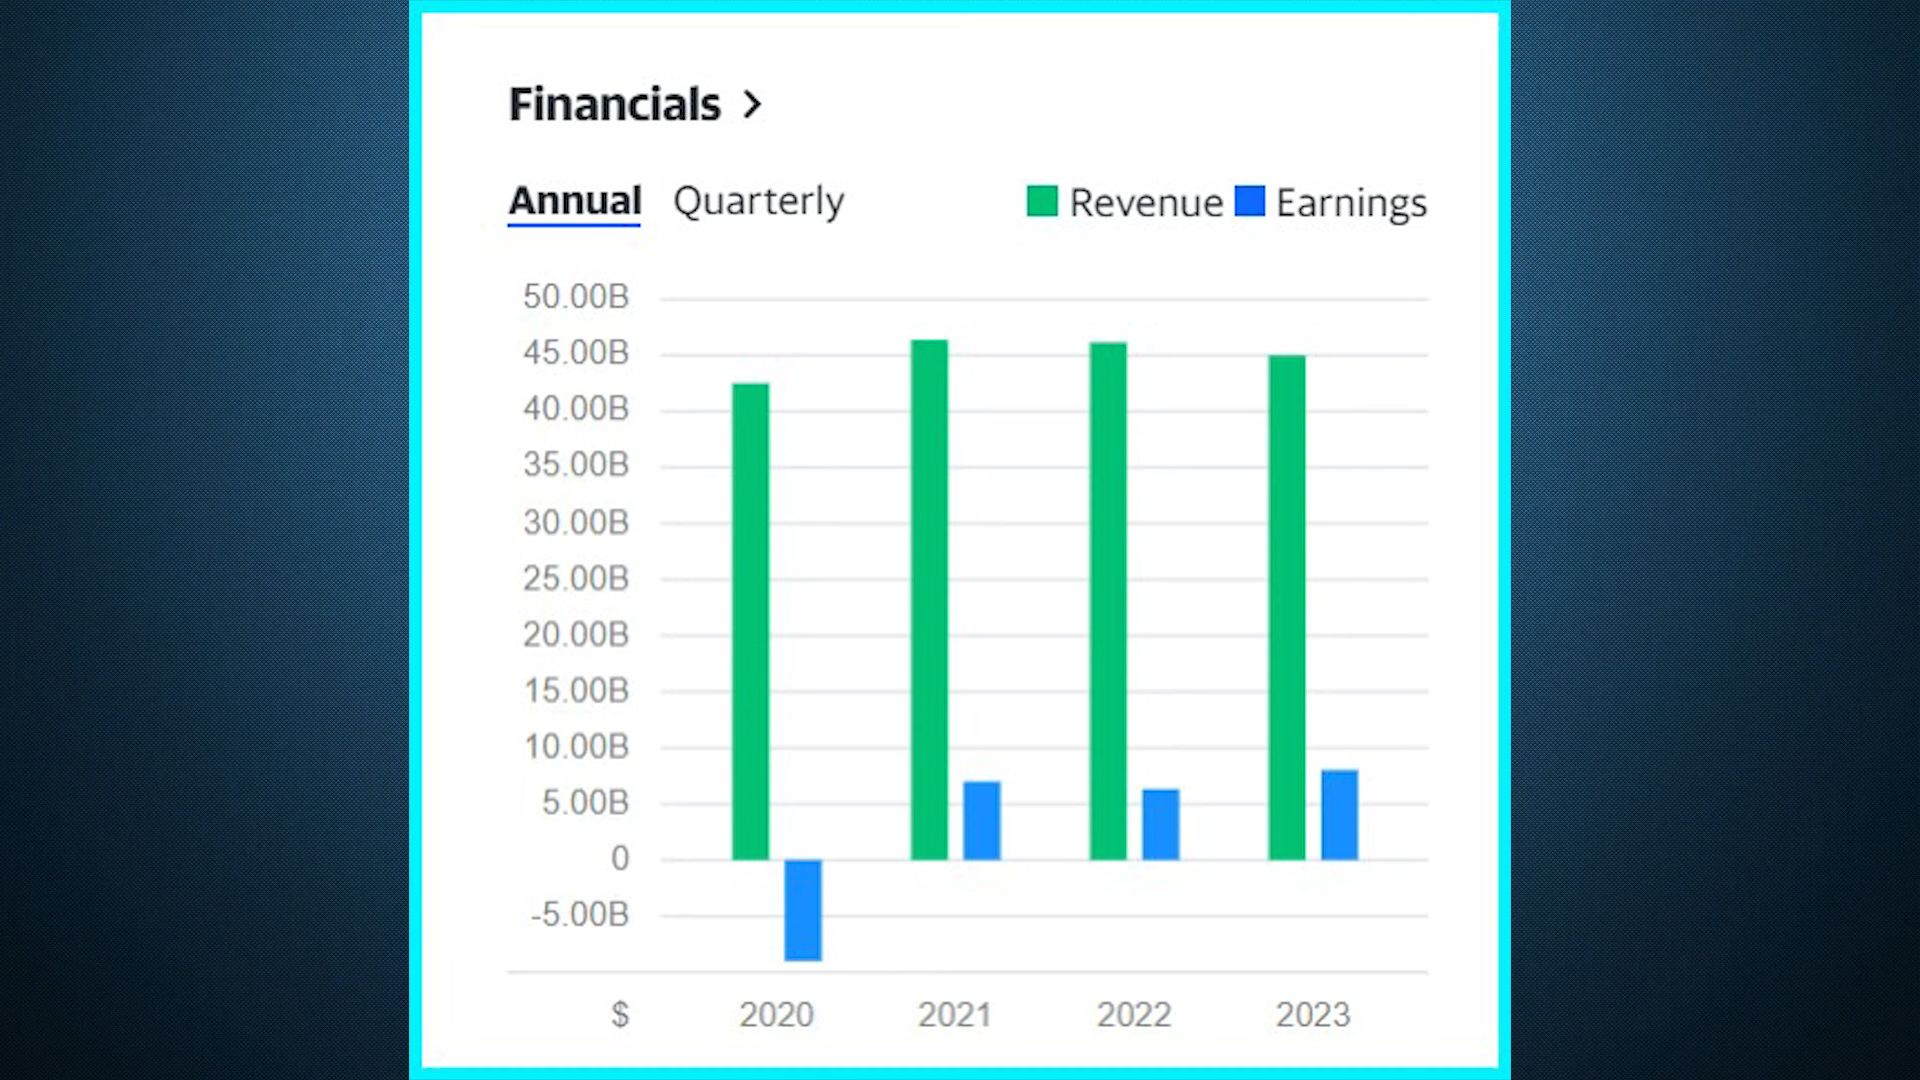 Financials >
Annual Quarterly Revenue Earnings
50.00B
45.00B
40.00B
35.00B
30.00B
25.00B
20.00B
15.00B
10.00B
5.00B
0
-5.00B
$ 2020 2021 2022 2023